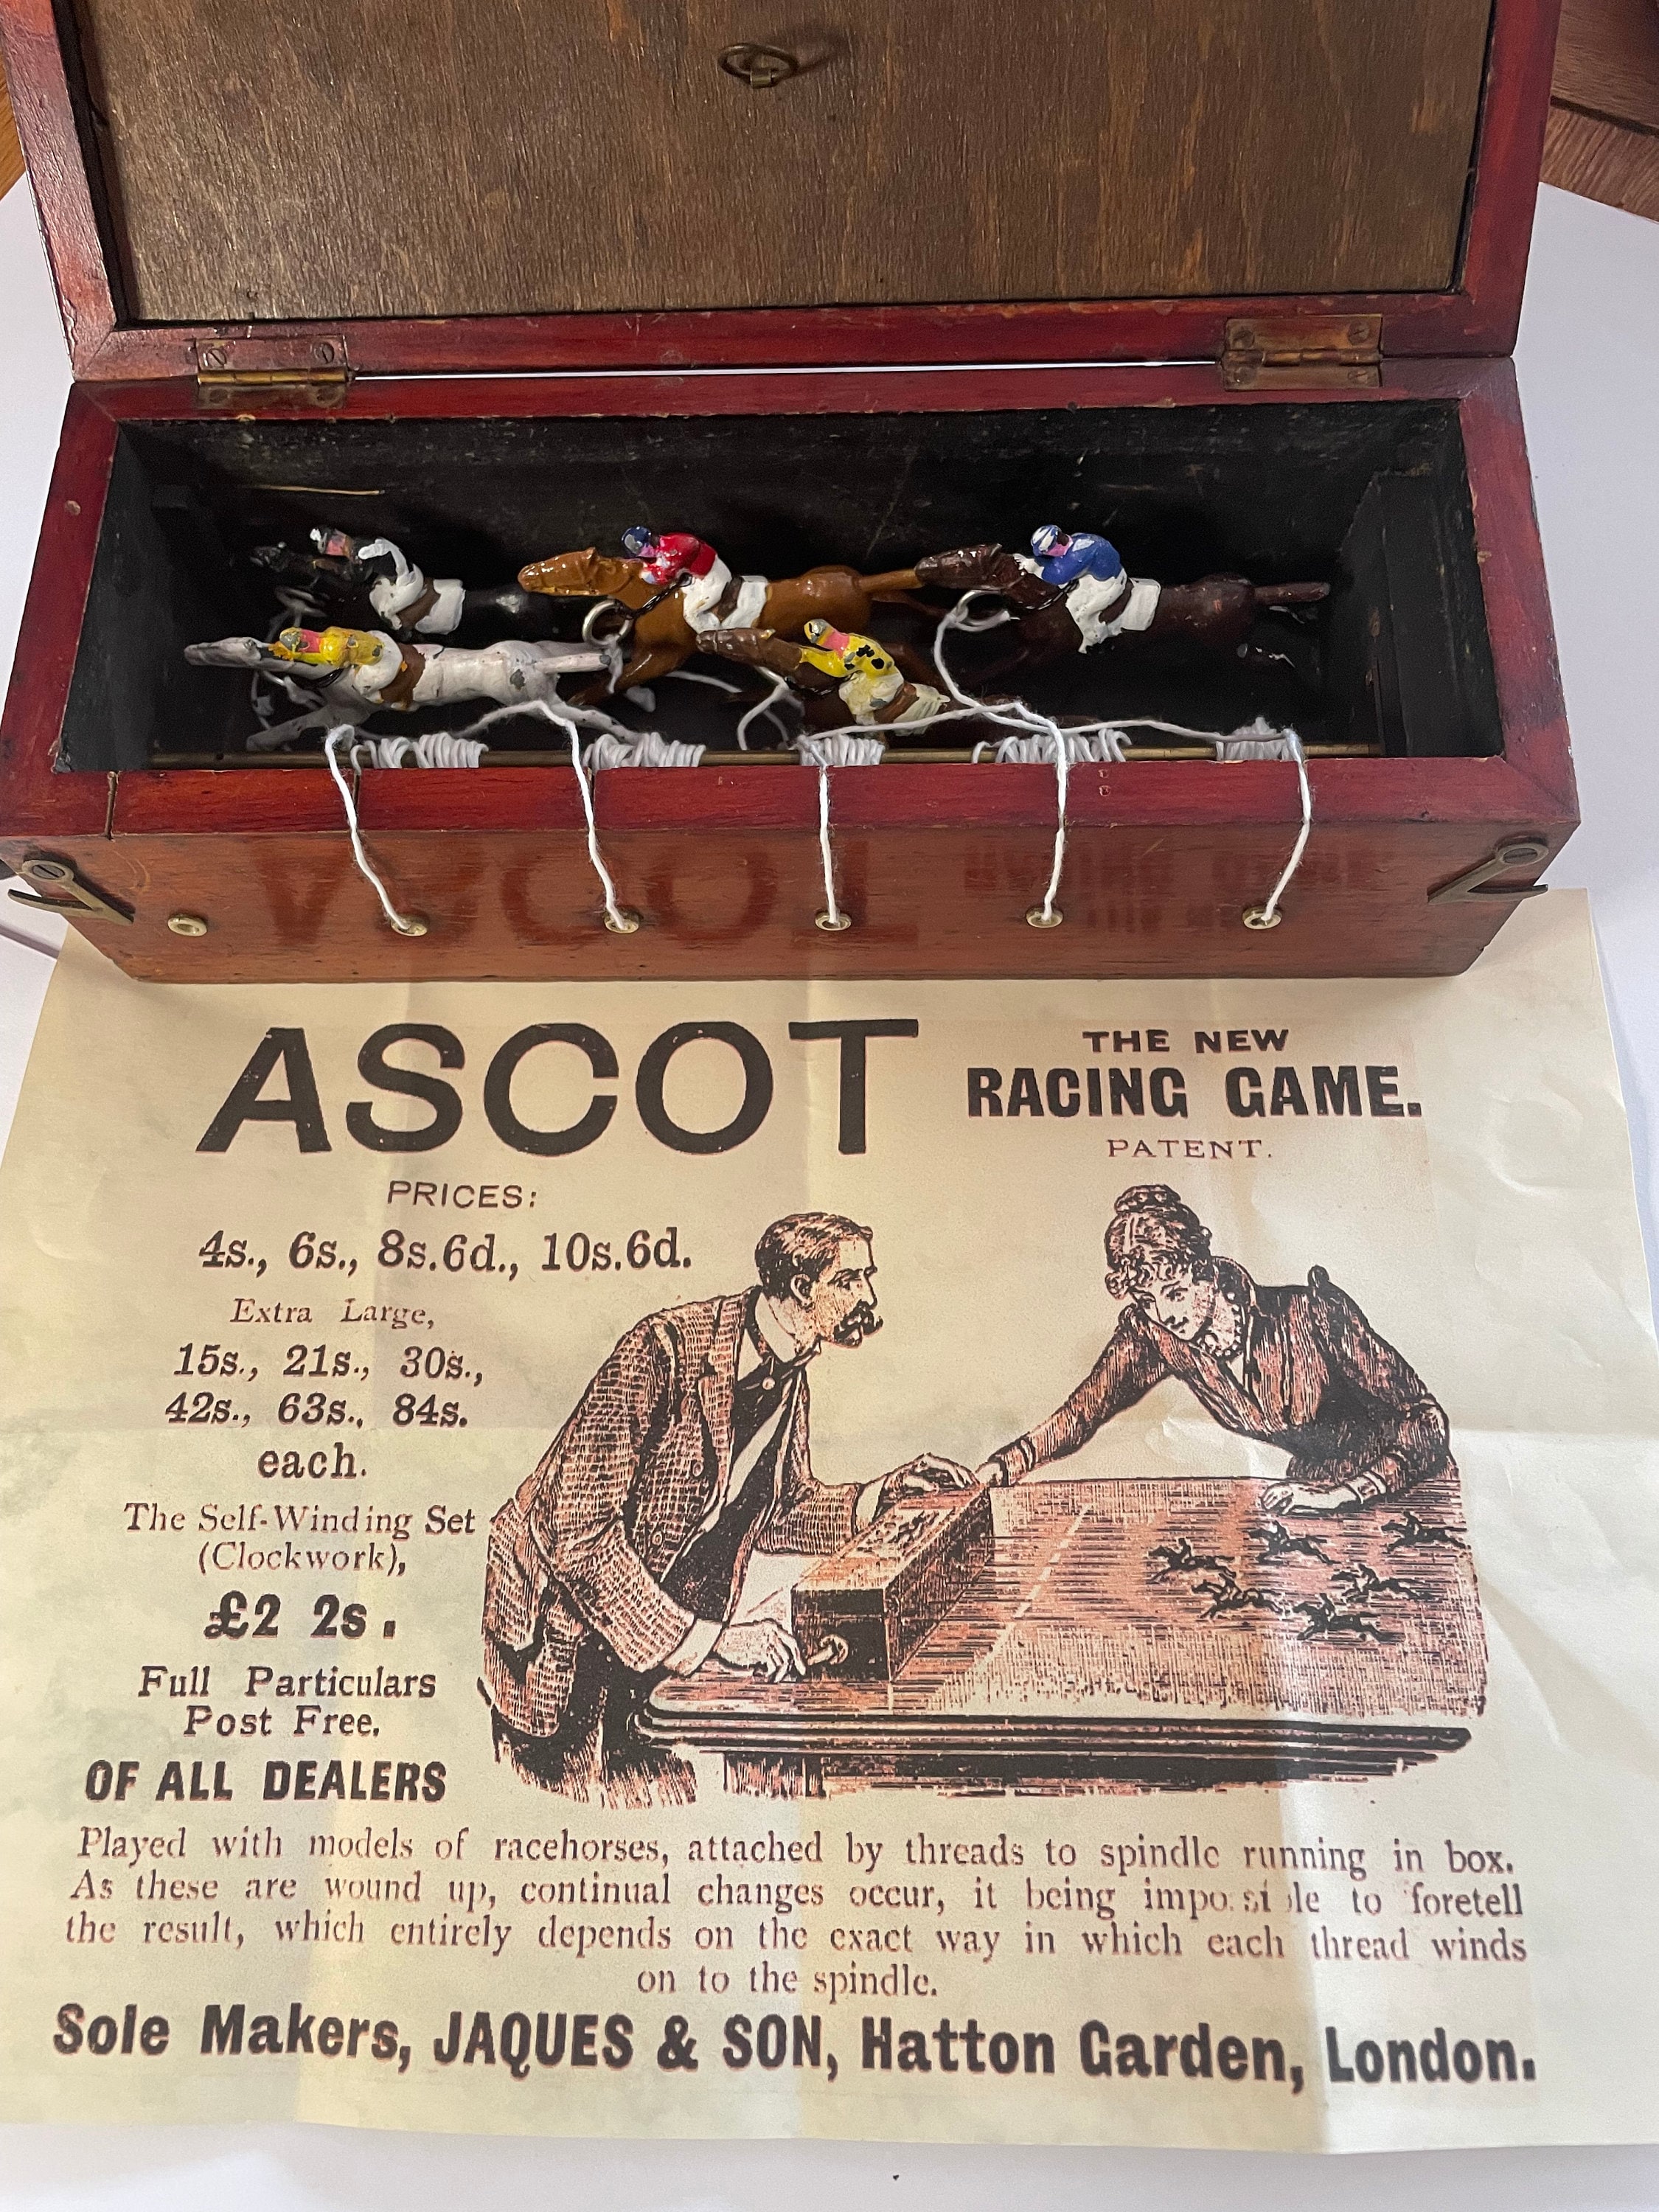 ASCOT
THE NEW
RACING GAME.
PATENT.
PRICES:
4s., 6s., 8s.6d., 10s.6d.
Extra Large,
15s., 21s., 30s.,
42s., 63s., 84s.
each.
The Self-Winding Set
(Clockwork),
£2 2s.
Full Particulars
Post Free.
OF ALL DEALERS
Played with models of racehorses, attached by threads to spindle running in box.
As these are wound up, continual changes occur, it being to foretell
the result, which entirely depends on the exact way in which each thread winds
on to the spindle.
Sole Makers, JAQUES & SON, Hatton Garden, London.